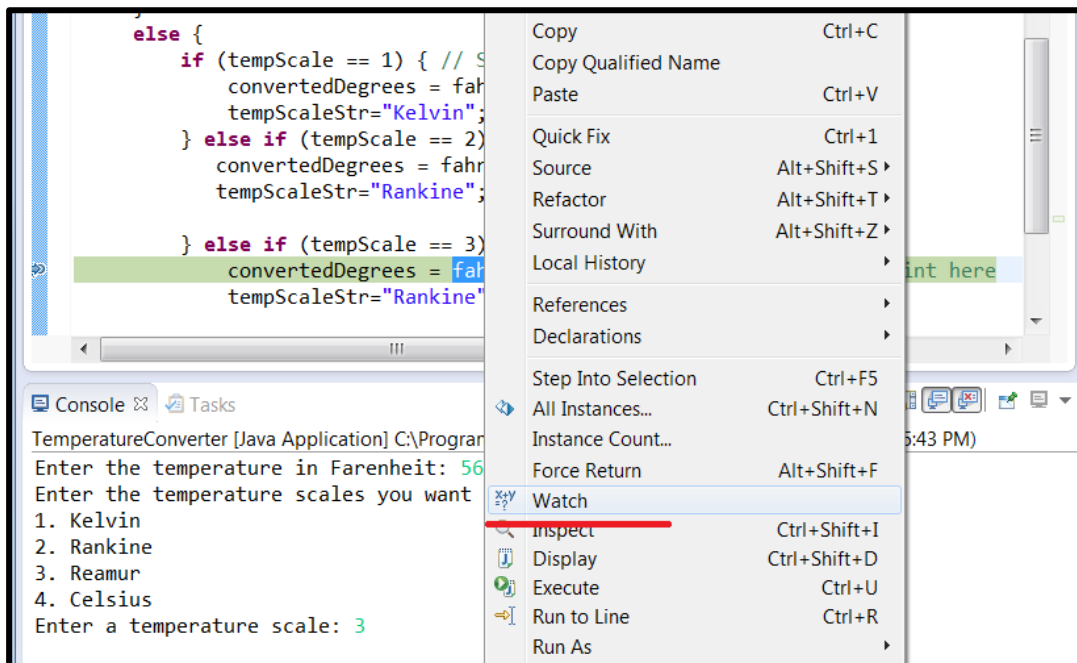 else {
if (tempScale == 1) { //
convertedDegrees =
tempScaleStr="Kelvin";
} else if (tempScale == 2)
convertedDegrees =
tempScaleStr="Rankine";
} else if (tempScale == 3)
convertedDegrees = here
tempScaleStr="Rankine"
Copy Ctrl+C
Copy Qualified Name
Paste Ctrl+V
Quick Fix Ctrl+1
Source Alt+Shift+S
Refactor Alt+Shift+T
Surround With Alt+Shift+Z
Local History
References
Declarations
Step Into Selection Ctrl+F5
All Instances... Ctrl+Shift+N
Instance Count...
Force Return Alt+Shift+F
Watch
Inspect Ctrl+Shift+I
Display Ctrl+Shift+D
Execute Ctrl+U
Run to Line Ctrl+R
Run As
Console Tasks
TemperatureConverter [Java Application] 5:43 PM)
Enter the temperature in Farenheit: 56
Enter the temperature scales you want
1. Kelvin
2. Rankine
3. Reamur
4. Celsius
Enter a temperature scale: 3